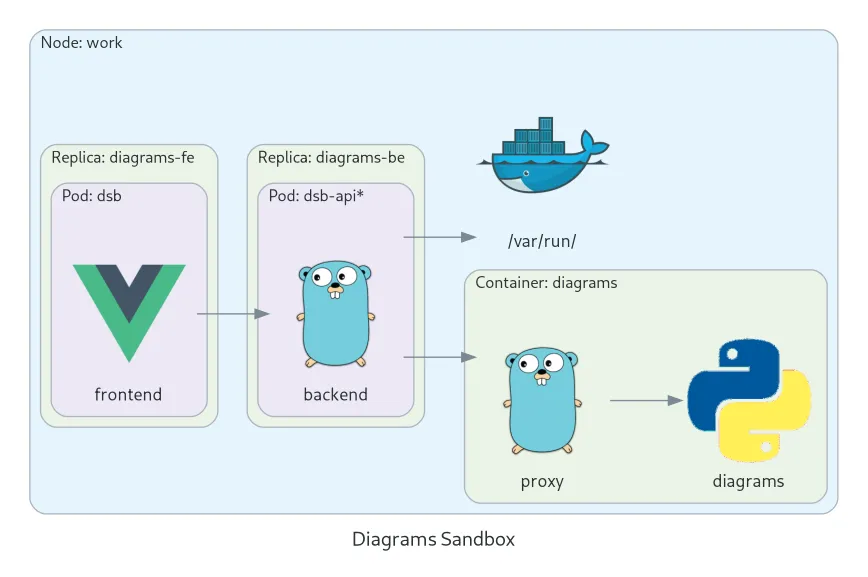 Node: work
Replica: diagrams-fe
Replica: diagrams-be
Pod: dsb
Pod: dsb-api*
/var/run/
Container: diagrams
frontend
backend
proxy
diagrams
Diagrams Sandbox